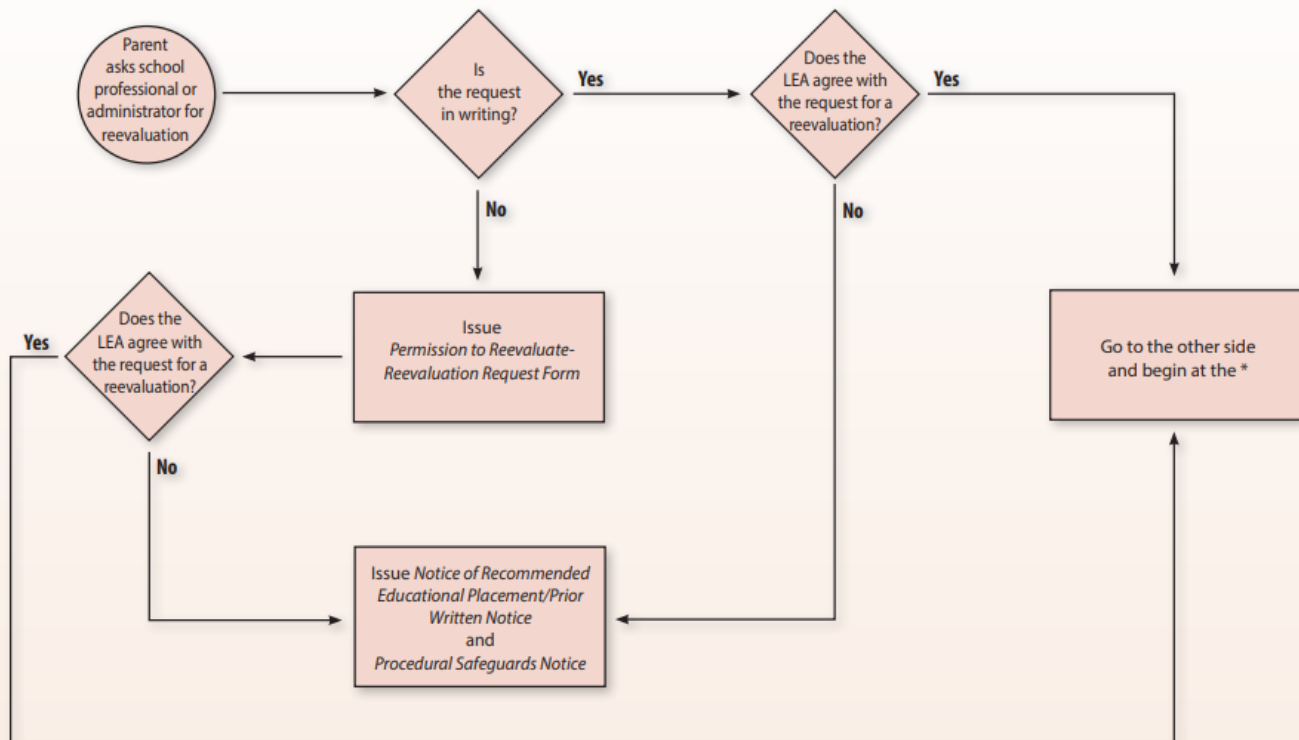 Parent
asks school
professional or
administrator for
reevaluation
Is
the request
in writing?
Yes
Does the
LEA agree with
the request for a
reevaluation?
Yes
No
No
Does the
LEA agree with
the request for a
reevaluation?
Yes
Issue
Permission to Reevaluate-
Reevaluation Request Form
Go to the other side
and begin at the *
No
Issue Notice of Recommended
Educational Placement/Prior
Written Notice
and
Procedural Safeguards Notice